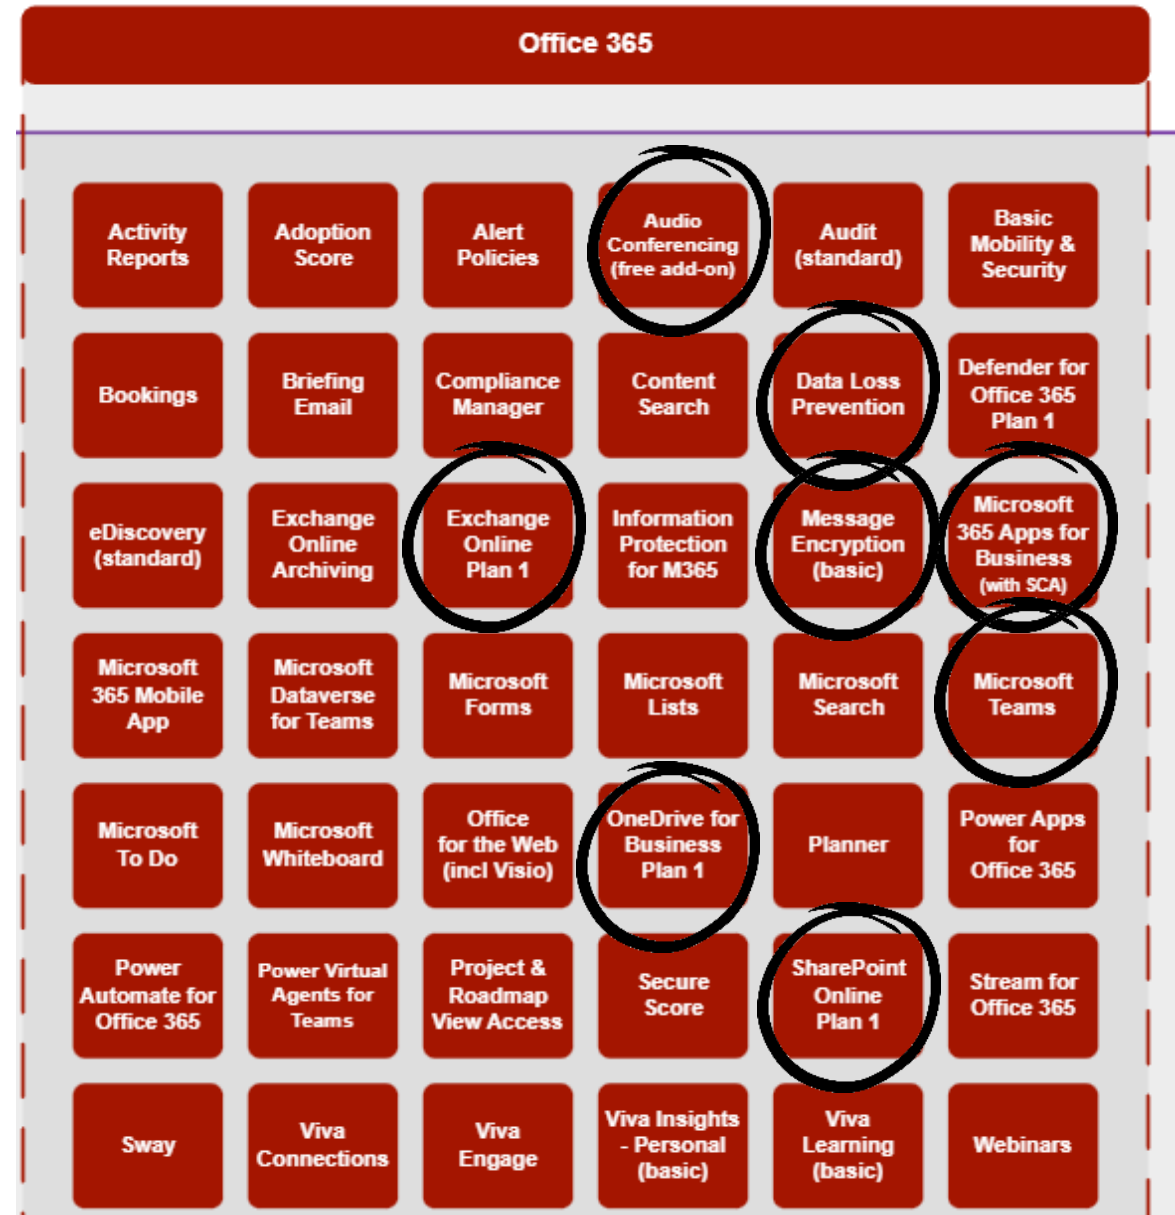 Office 365
Activity
Reports
Adoption
Score
Alert
Policies
Audio
Conferencing
(free add-on)
Audit
(standard)
Basic
Mobility &
Security
Bookings
Briefing
Email
Compliance
Manager
Content
Search
Data Loss
Prevention
Defender for
Office 365
Plan 1
eDiscovery
(standard)
Exchange
Online
Archiving
Exchange
Online
Plan 1
Information
Protection
for M365
Message
Encryption
(basic)
Microsoft
365 Apps for
Business
(with SCA)
Microsoft
365 Mobile
App
Microsoft
Dataverse
for Teams
Microsoft
Forms
Microsoft
Lists
Microsoft
Search
Microsoft
Teams
Microsoft
To Do
Microsoft
Whiteboard
Office
for the Web
(incl Visio)
OneDrive for
Business
Plan 1
Planner
Power Apps
for
Office 365
Power
Automate for
Office 365
Power Virtual
Agents for
Teams
Project &
Roadmap
View Access
Secure
Score
SharePoint
Online
Plan 1
Stream for
Office 365
Sway
Viva
Connections
Viva
Engage
Viva Insights
- Personal
(basic)
Viva
Learning
(basic)
Webinars